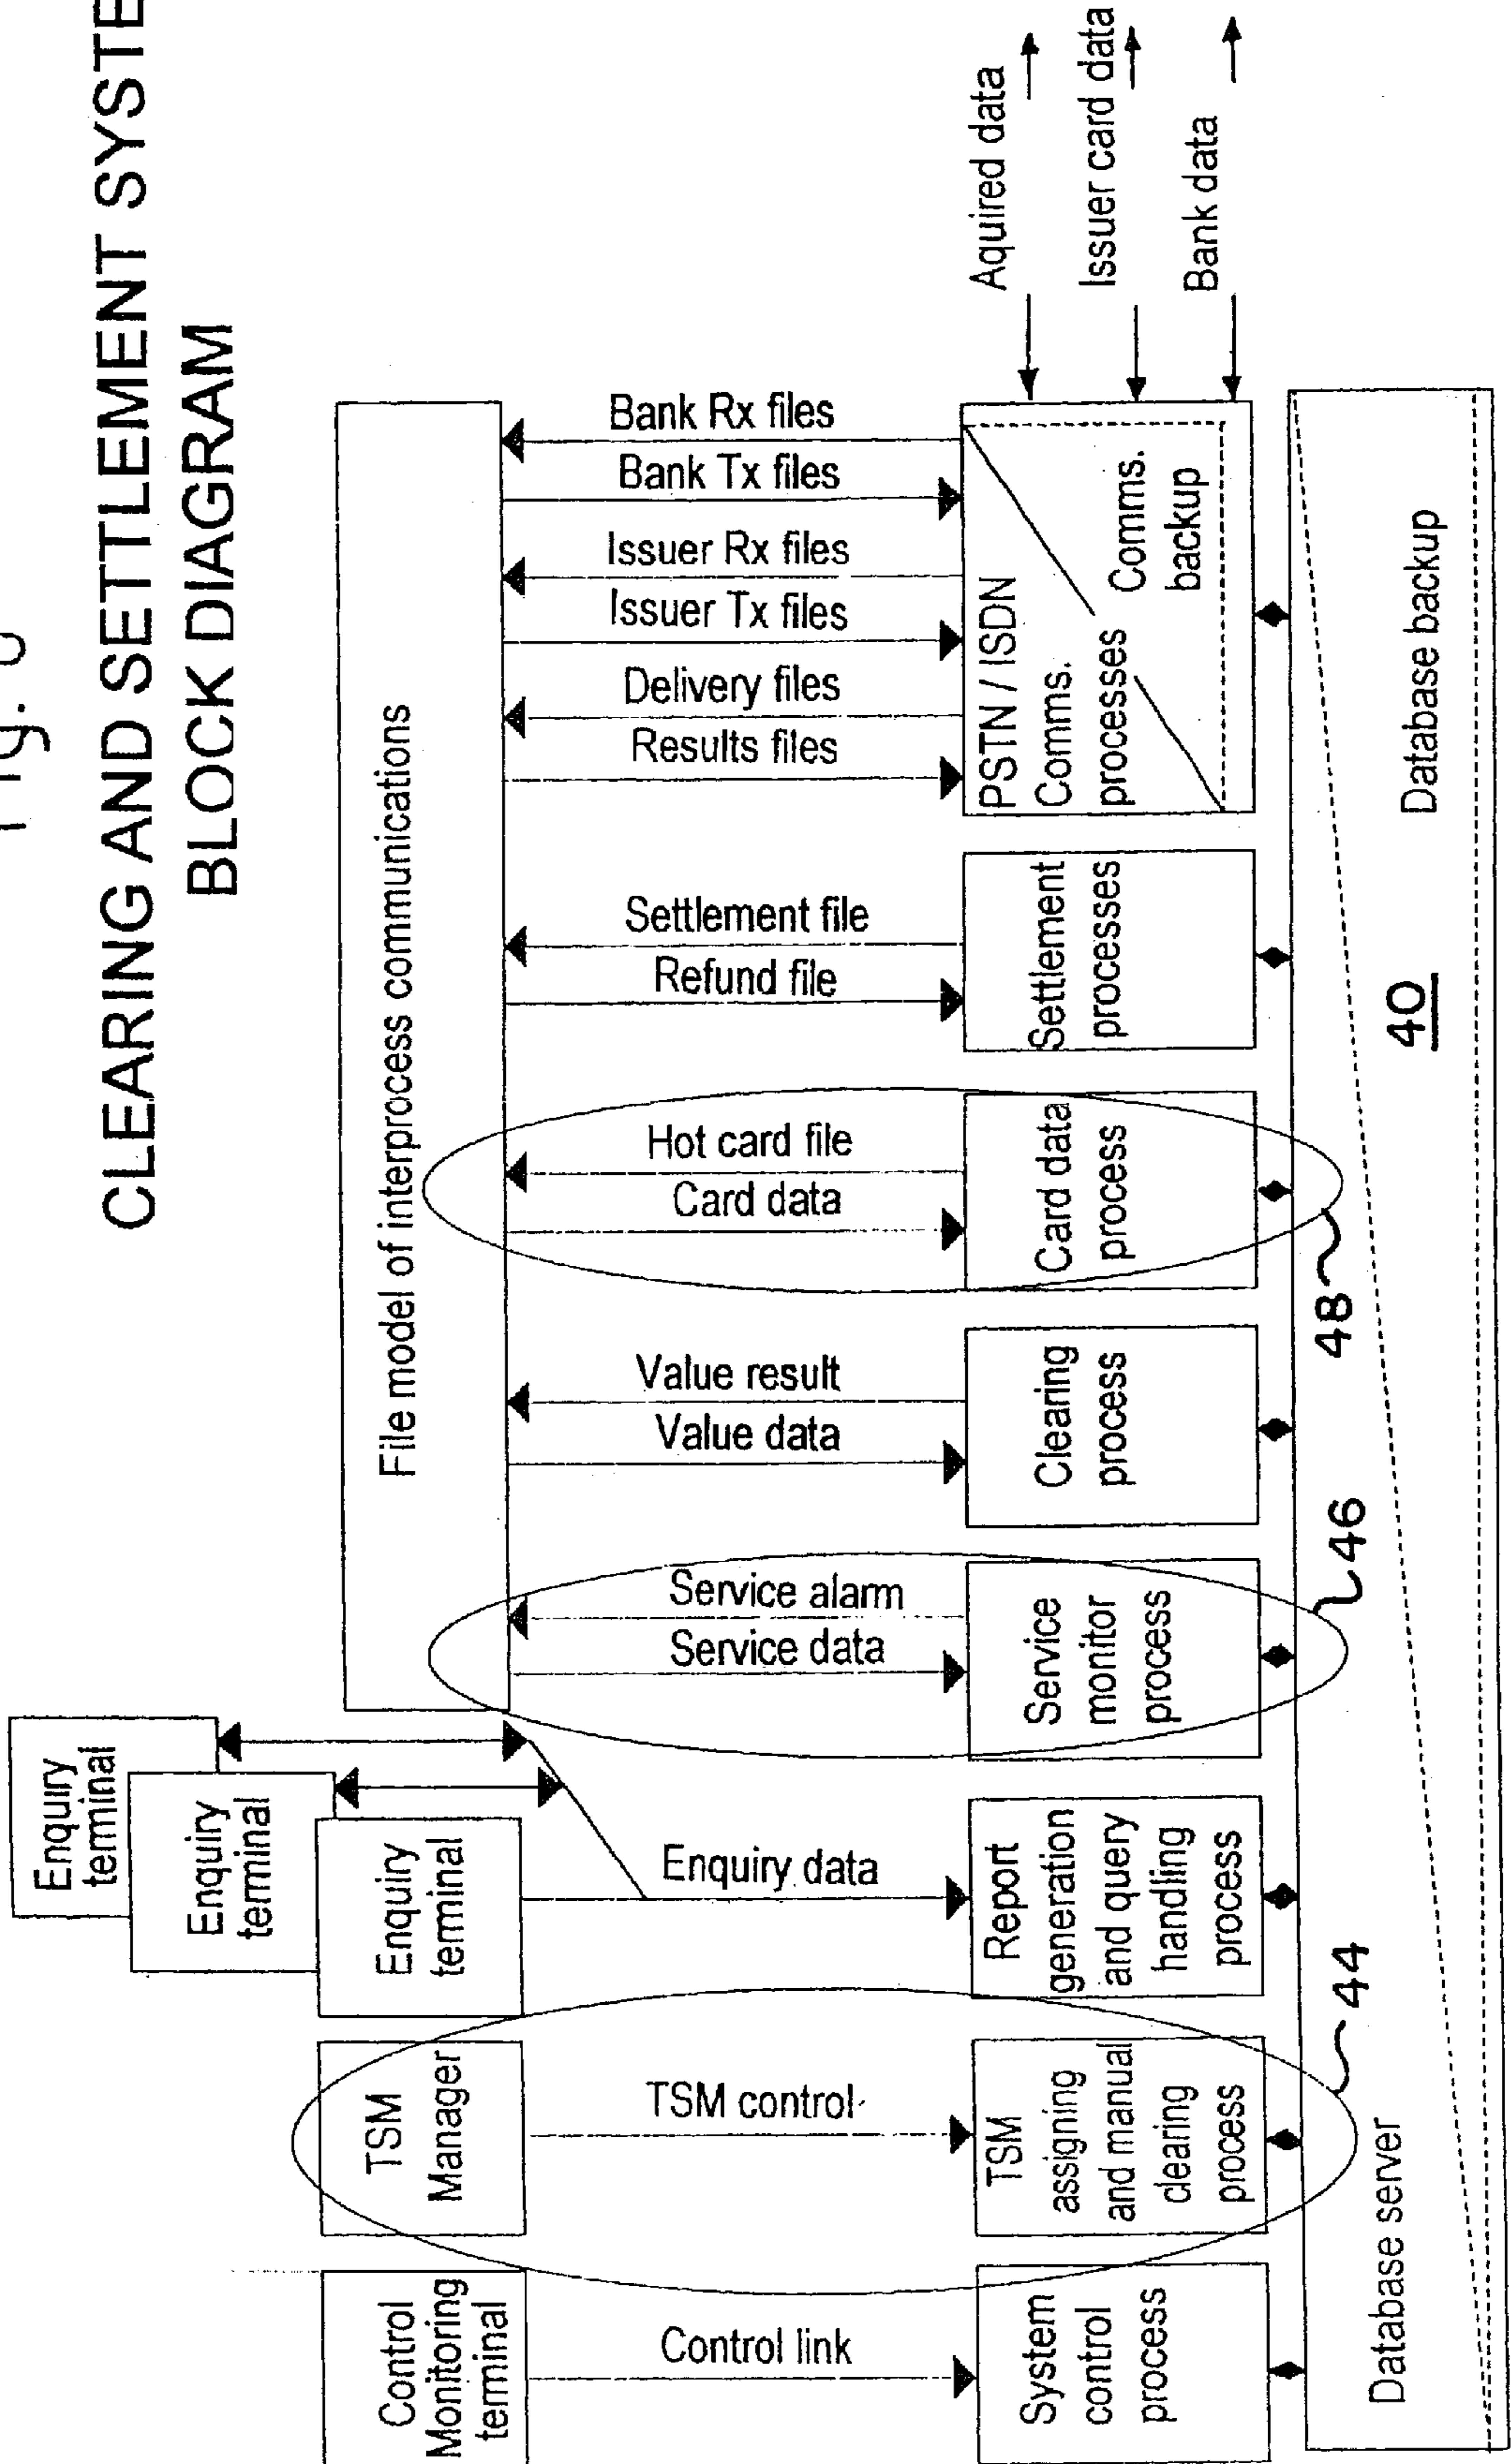 CLEARING AND SETTLEMENT SYSTE
BLOCK DIAGRAM
Enquiry
terminal
Enquiry
terminal
Control
Monitoring
terminal
TSM
Manager
Enquiry
terminal
File model of interprocess communications
Control link
TSM control
Enquiry data
Service alarm
Service data
Value result
Value data
Hot card file
Card data
Settlement file
Refund file
Delivery files
Results files
Issuer Rx files
Issuer Tx files
Bank Rx files
Bank Tx files
Aquired data
Issuer card data
Bank data
System
control
process
TSM
assigning
and manual
clearing
process
Report
generation
and query
handling
process
Service
monitor
process
Clearing
process
Card data
process
Settlement
processes
PSTN / ISDN
Comms.
processes
Comms.
backup
44
46
48
Database server
40
Database backup